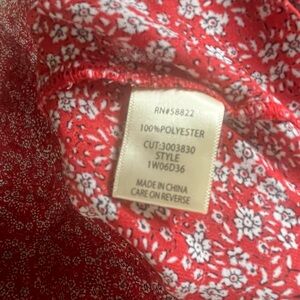 RN#58822
100%POLYESTER
CUT:3003830
STYLE
1W06D36
MADE IN CHINA
CARE ON REVERSE